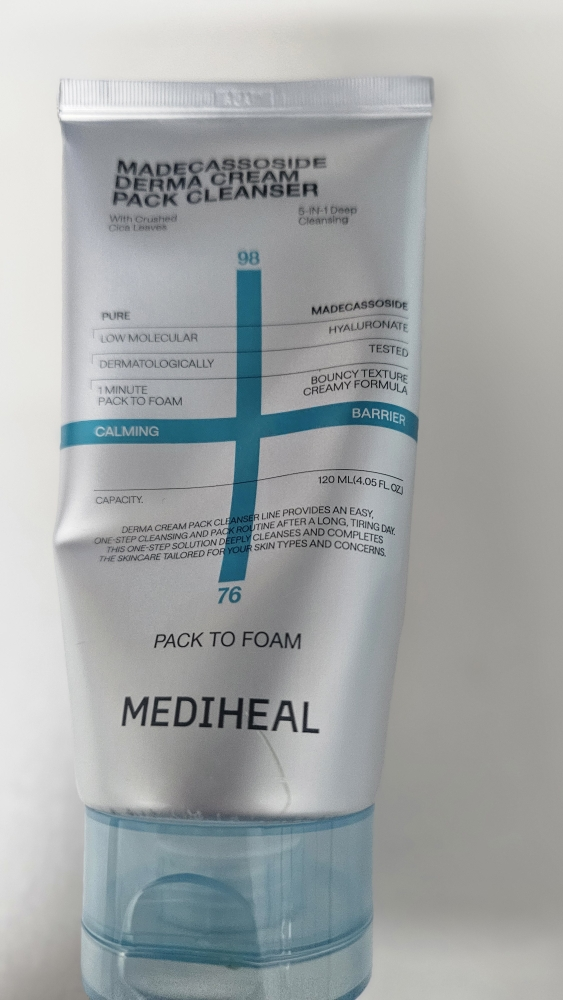 MADECASSOSIDE
DERMA CREAM
PACK CLEANSER
With Crushed
Cica Leaves
5-IN-1 Deep
Cleansing
98
PURE MADECASSOSIDE
LOW MOLECULAR HYALURONATE
DERMATOLOGICALLY TESTED
1 MINUTE
PACK TO FOAM
BOUNCY TEXTURE
CREAMY FORMULA
CALMING BARRIER
CAPACITY. 120 ML(4.05 FL.OZ.)
DERMA CREAM PACK CLEANSER LINE PROVIDES AN EASY,
ONE-STEP CLEANSING AND PACK ROUTINE AFTER A LONG, TIRING DAY.
THIS ONE-STEP SOLUTION DEEPLY CLEANSES AND COMPLETES
THE SKINCARE TAILORED FOR YOUR SKIN TYPES AND CONCERNS.
76
PACK TO FOAM
MEDIHEAL